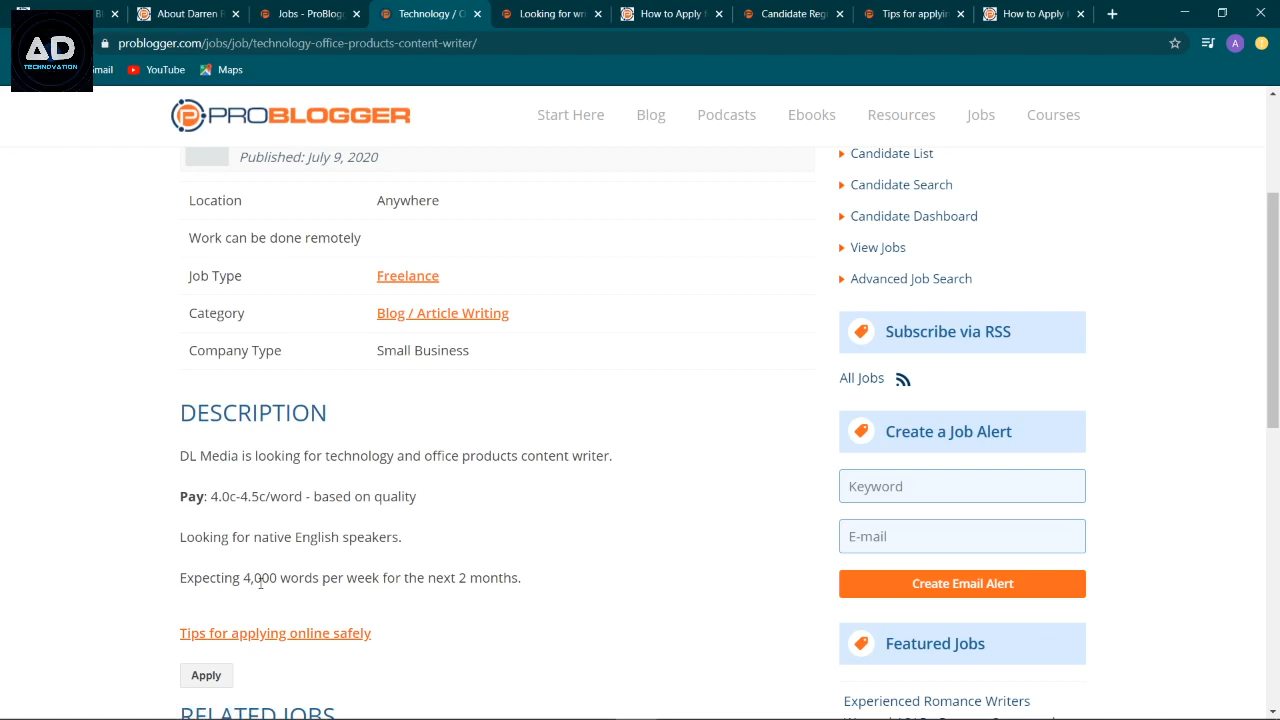 B
About Darren R
Jobs - ProBlogge
Technology / O
Looking for wri
How to Apply f
Candidate Reg
Tips for applyin
How to Apply f
AD
TECHNOVATION
problogger.com/jobs/job/technology-office-products-content-writer/
A
mail
YouTube
Maps
PROBLOGGER
Start Here
Blog
Podcasts
Ebooks
Resources
Jobs
Courses
Published: July 9, 2020
Location Anywhere
Work can be done remotely
Job Type Freelance
Category Blog / Article Writing
Company Type Small Business
DESCRIPTION
DL Media is looking for technology and office products content writer.
Pay: 4.0c-4.5c/word - based on quality
Looking for native English speakers.
Expecting 4,000 words per week for the next 2 months.
Tips for applying online safely
Apply
RELATED JOBS
Candidate List
Candidate Search
Candidate Dashboard
View Jobs
Advanced Job Search
Subscribe via RSS
All Jobs
Create a Job Alert
Keyword
E-mail
Create Email Alert
Featured Jobs
Experienced Romance Writers